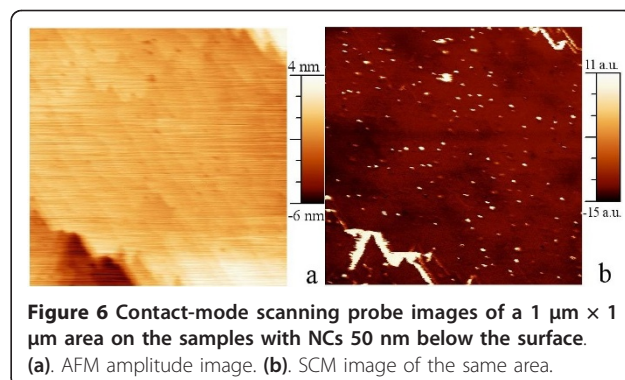 4 nm
-6 nm
a
11 a.u.
-15 a.u.
b
Figure 6 Contact-mode scanning probe images of a 1 μm × 1
μm area on the samples with NCs 50 nm below the surface.
(a). AFM amplitude image. (b). SCM image of the same area.